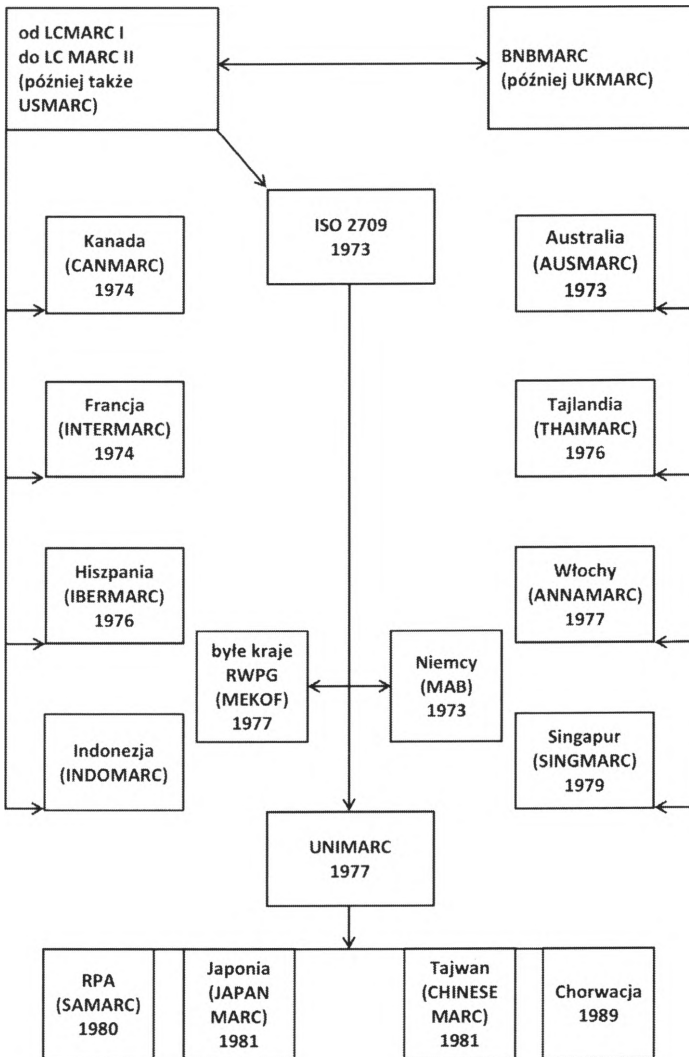 od LCMARC I
do LC MARC II
(później także
USMARC)
BNBMARC
(później UKMARC)
ISO 2709
1973
Kanada
(CANMARC)
1974
Australia
(AUSMARC)
1973
Francja
(INTERMARC)
1974
Tajlandia
(THAIMARC)
1976
Hiszpania
(IBERMARC)
1976
Włochy
(ANNAMARC)
1977
byłe kraje
RWPG
(MEKOF)
1977
Niemcy
(MAB)
1973
Indonezja
(INDOMARC)
Singapur
(SINGMARC)
1979
UNIMARC
1977
RPA
(SAMARC)
1980
Japonia
(JAPAN
MARC)
1981
Tajwan
(CHINESE
MARC)
1981
Chorwacja
1989